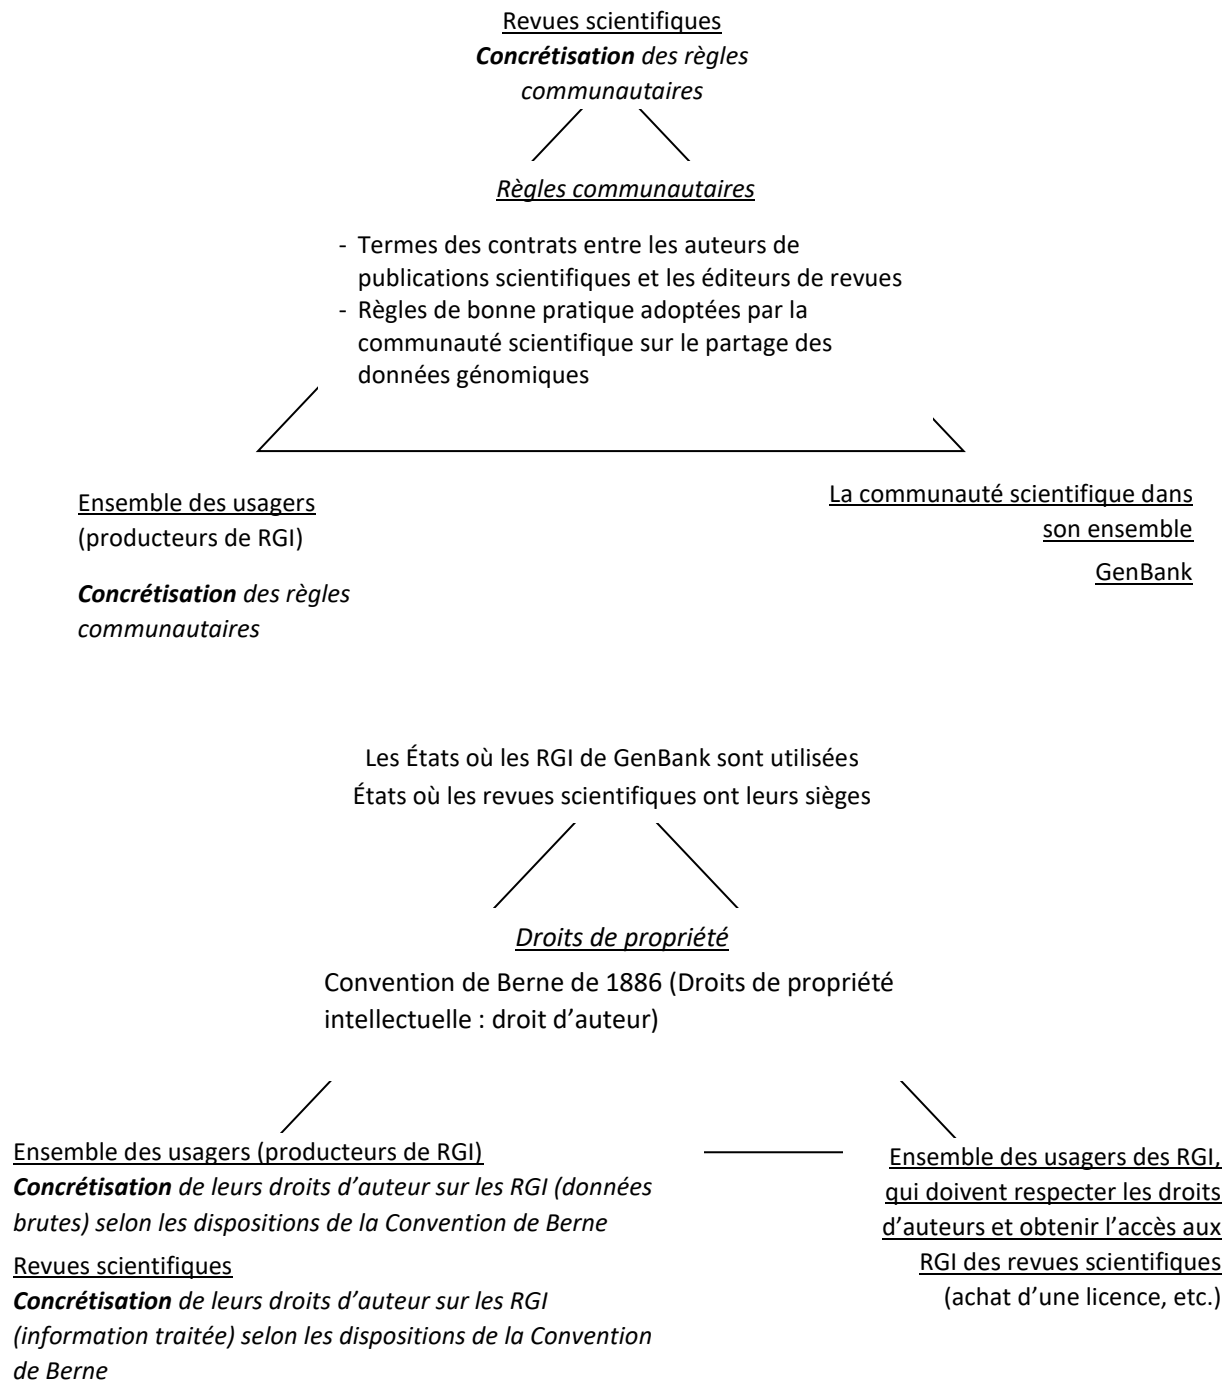 Revues scientifiques
Concrétisation des règles
communautaires
Règles communautaires
- Termes des contrats entre les auteurs de
publications scientifiques et les éditeurs de revues
- Règles de bonne pratique adoptées par la
communauté scientifique sur le partage des
données génomiques
Ensemble des usagers
(producteurs de RGI)
Concrétisation des règles
communautaires
La communauté scientifique dans
son ensemble
GenBank
Les États où les RGI de GenBank sont utilisées
États où les revues scientifiques ont leurs sièges
Droits de propriété
Convention de Berne de 1886 (Droits de propriété
intellectuelle : droit d’auteur)
Ensemble des usagers (producteurs de RGI)
Concrétisation de leurs droits d’auteur sur les RGI (données
brutes) selon les dispositions de la Convention de Berne
Revues scientifiques
Concrétisation de leurs droits d’auteur sur les RGI
(information traitée) selon les dispositions de la Convention
de Berne
Ensemble des usagers des RGI,
qui doivent respecter les droits
d’auteurs et obtenir l’accès aux
RGI des revues scientifiques
(achat d’une licence, etc.)